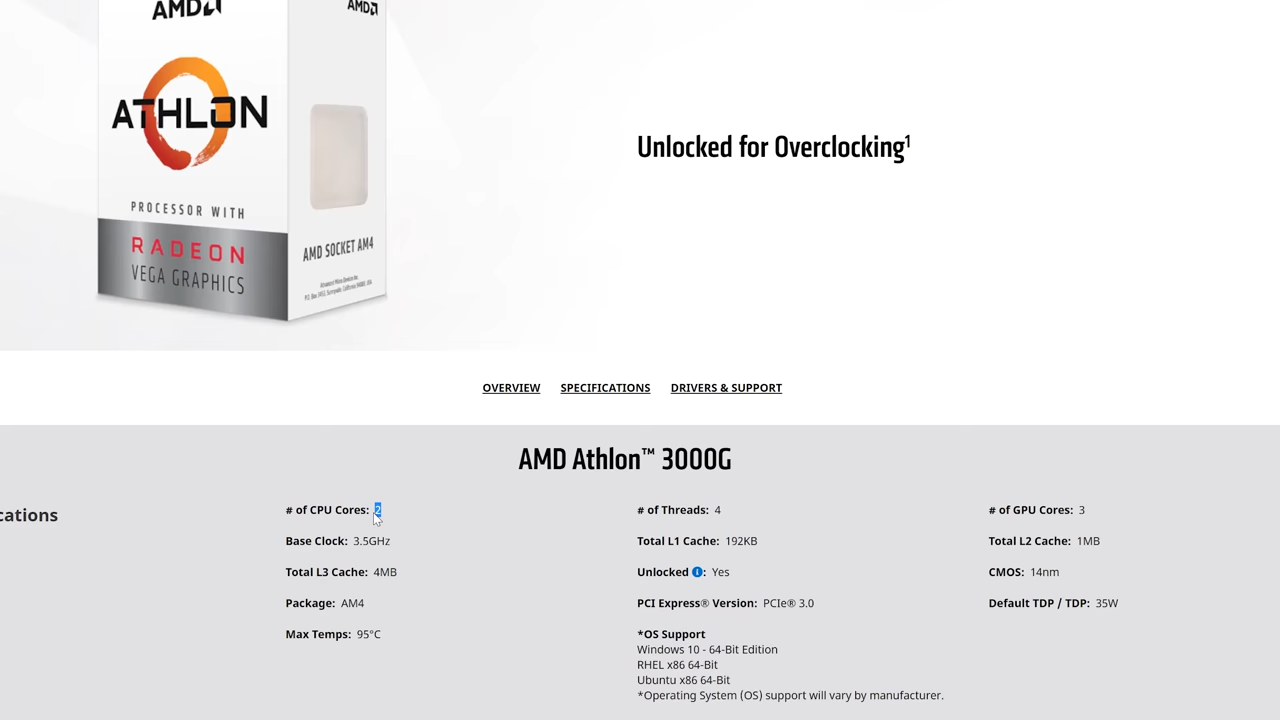 AMD
AMD
ATHLON
PROCESSOR WITH
RADEON
VEGA GRAPHICS
AMD SOCKET AM4
Unlocked for Overclocking¹
OVERVIEW SPECIFICATIONS DRIVERS & SUPPORT
AMD Athlon™ 3000G
cations
# of CPU Cores: 2 # of Threads: 4 # of GPU Cores: 3
Base Clock: 3.5GHz Total L1 Cache: 192KB Total L2 Cache: 1MB
Total L3 Cache: 4MB Unlocked i: Yes CMOS: 14nm
Package: AM4 PCI Express® Version: PCIe® 3.0 Default TDP / TDP: 35W
Max Temps: 95°C *OS Support
Windows 10 - 64-Bit Edition
RHEL x86 64-Bit
Ubuntu x86 64-Bit
*Operating System (OS) support will vary by manufacturer.